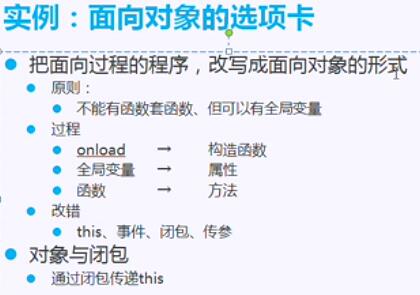 实例：面向对象的选项卡
把面向过程的程序，改写成面向对象的形式
原则：
不能有函数套函数、但可以有全局变量
过程
onload → 构造函数
全局变量 → 属性
函数 → 方法
改错
this、事件、闭包、传参
对象与闭包
通过闭包传递this